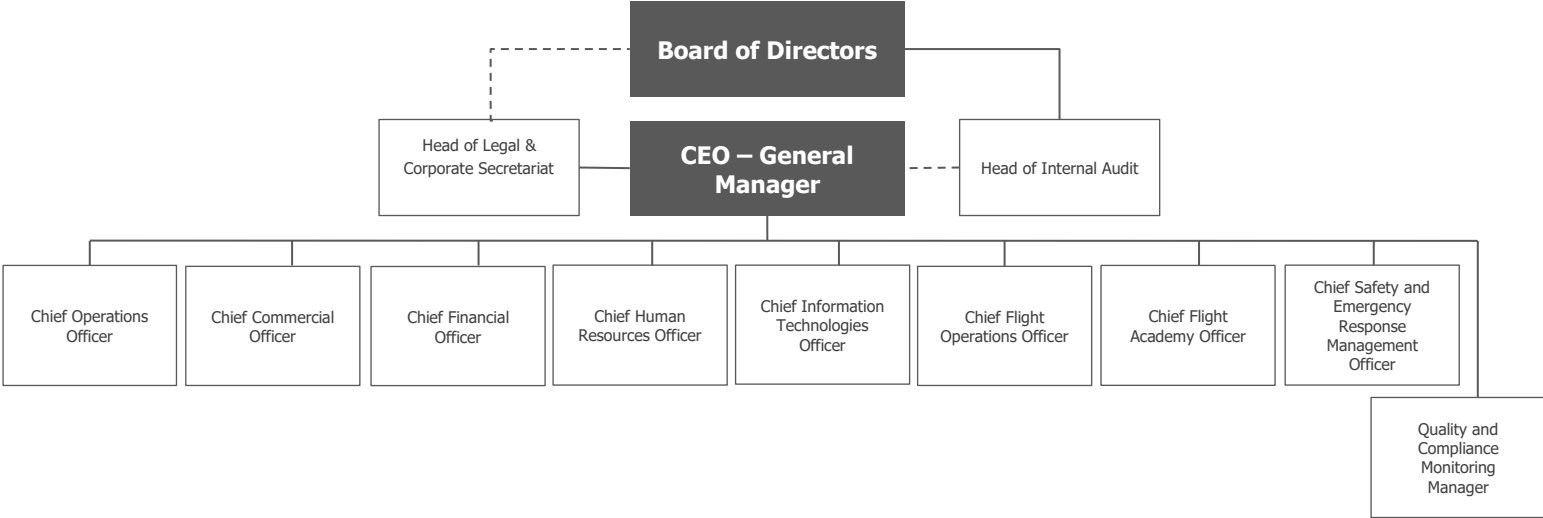 Board of Directors
Head of Legal &
Corporate Secretariat
CEO – General
Manager
Head of Internal Audit
Chief Operations
Officer
Chief Commercial
Officer
Chief Financial
Officer
Chief Human
Resources Officer
Chief Information
Technologies
Officer
Chief Flight
Operations Officer
Chief Flight
Academy Officer
Chief Safety and
Emergency
Response
Management
Officer
Quality and
Compliance
Monitoring
Manager